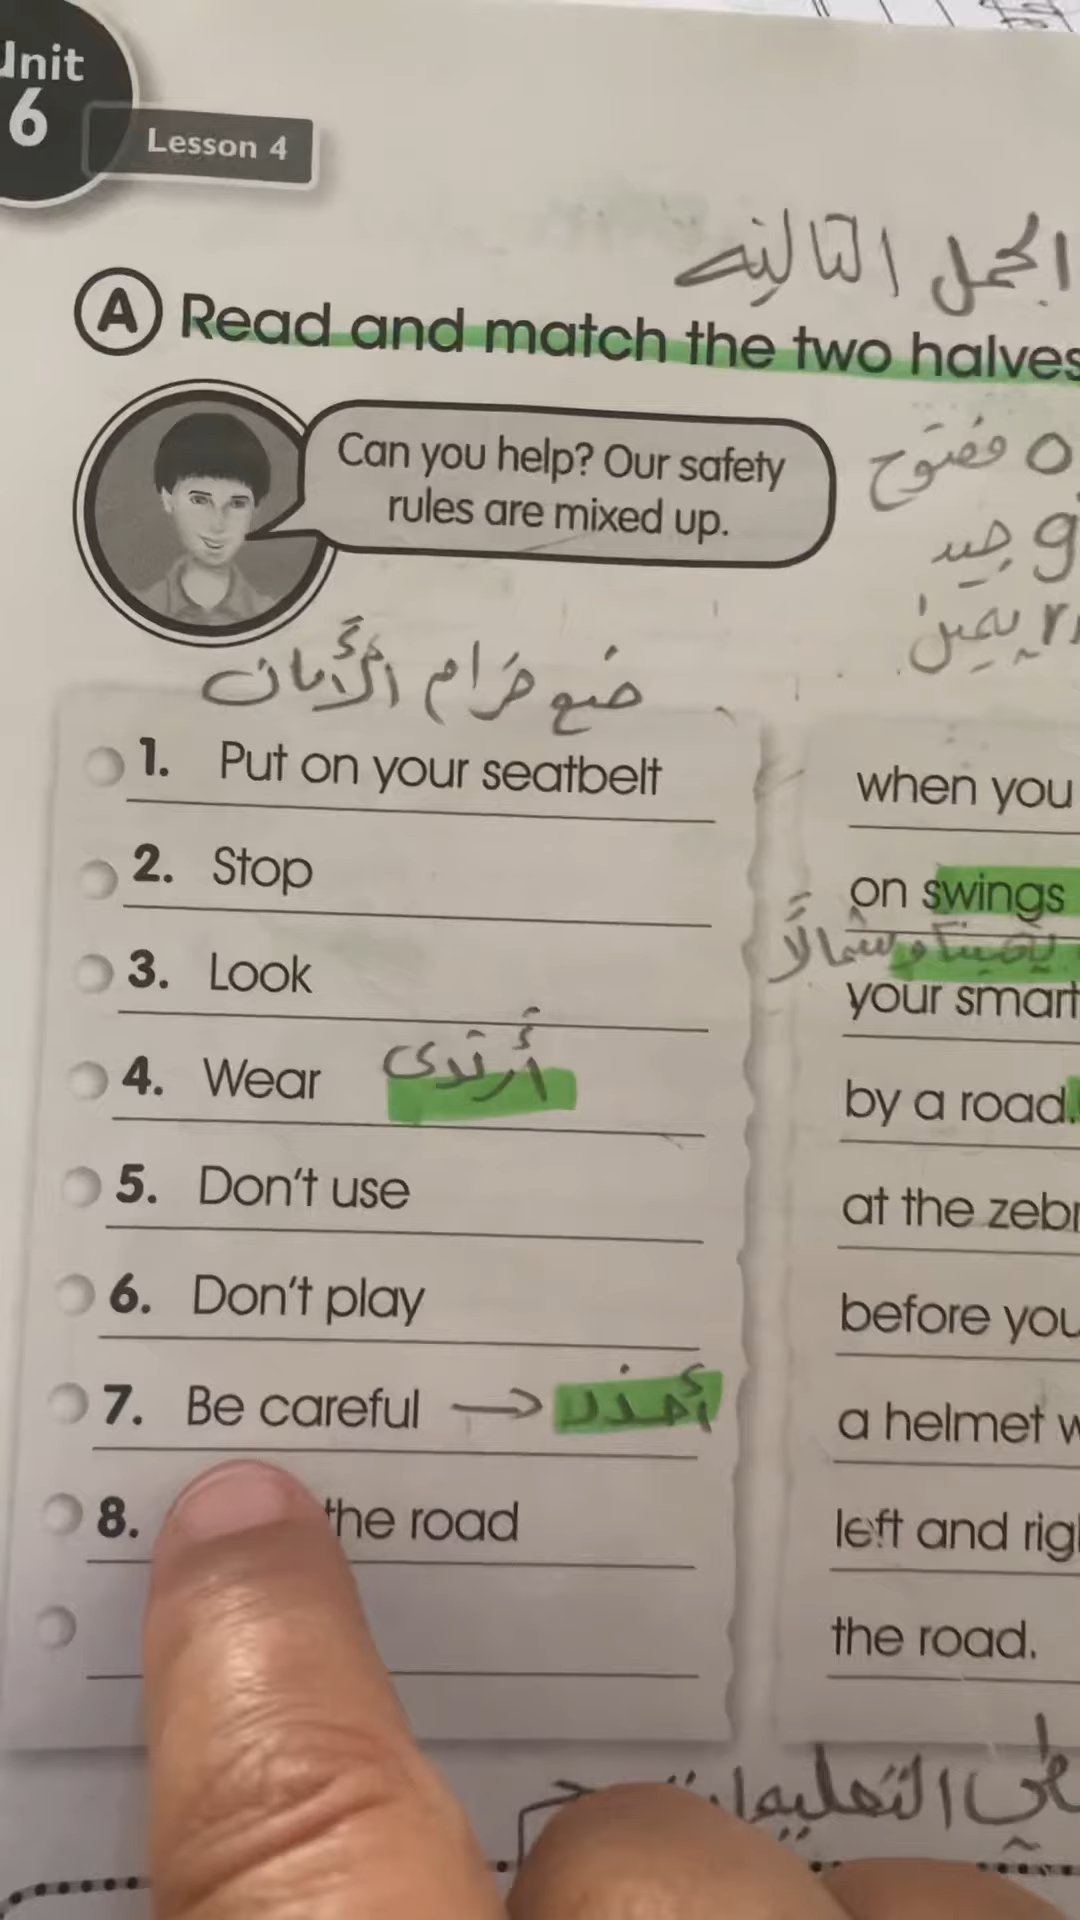 Unit
6
Lesson 4
الجمل التالية
A Read and match the two halves
Can you help? Our safety
rules are mixed up.
مفتوح o
جيد g
يمين r
ضع حزام الأمان
1. Put on your seatbelt
2. Stop
3. Look
4. Wear أرتدى
5. Don't use
6. Don't play
7. Be careful → أحذر
8. the road
when you
on swings
يميناً وشمالاً
your smart
by a road.
at the zebr
before you
a helmet w
left and rig
the road.
التعليمات